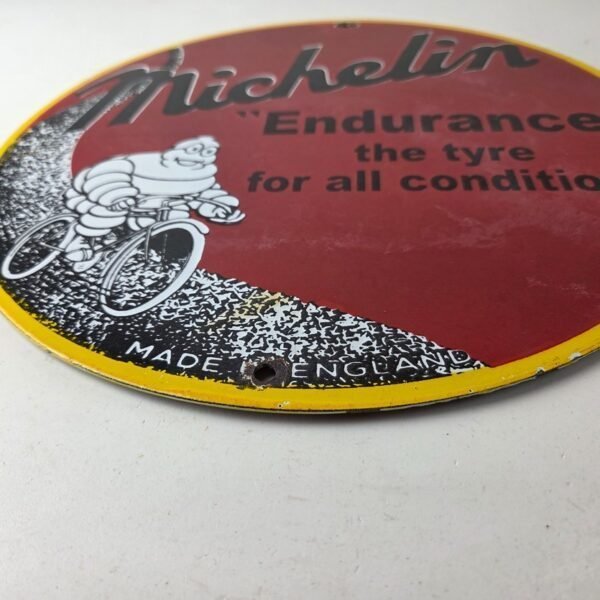 Michelin
"Endurance
the tyre
for all conditio
MADE ENGLAND